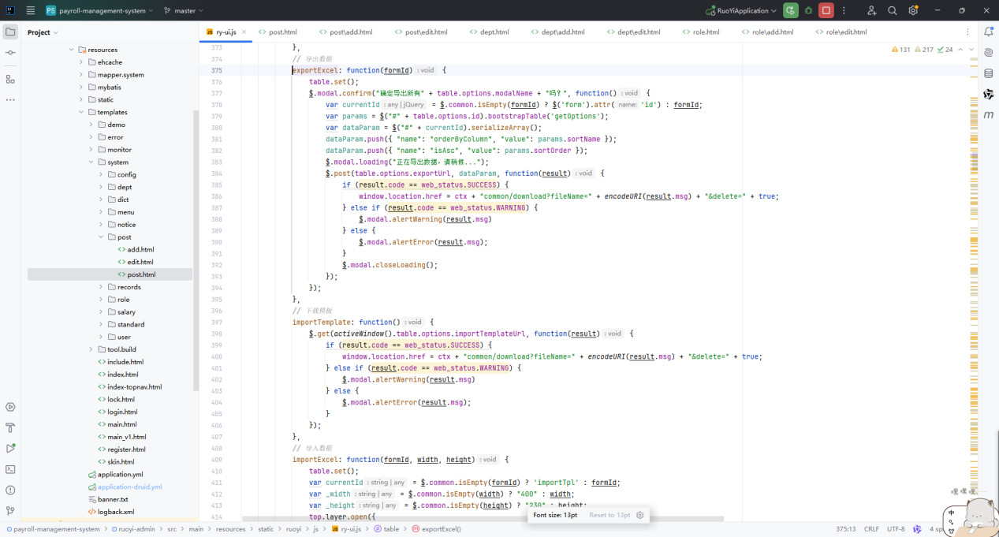 PS payroll-management-system
master
RuoYiApplication
Project
ry-ui.js
post.html
post\add.html
post\edit.html
dept.html
dept\add.html
dept\edit.html
role.html
role\add.html
role\edit.html
resources
ehcache
mapper.system
mybatis
static
templates
demo
error
monitor
system
config
dept
dict
menu
notice
post
add.html
edit.html
post.html
records
role
salary
standard
user
tool.build
include.html
index.html
index-topnav.html
lock.html
login.html
main.html
main_v1.html
register.html
skin.html
application.yml
application-druid.yml
banner.txt
logback.xml
131 217 24
373 },
374 // 导出数据
375 exportExcel: function(formId) : void {
376 table.set();
377 $.modal.confirm("确定导出所有" + table.options.modalName + "吗？", function() : void {
378 var currentId : any | jQuery = $.common.isEmpty(formId) ? $('form').attr( name: 'id') : formId;
379 var params = $("#" + table.options.id).bootstrapTable('getOptions');
380 var dataParam = $("#" + currentId).serializeArray();
381 dataParam.push({ "name": "orderByColumn", "value": params.sortName });
382 dataParam.push({ "name": "isAsc", "value": params.sortOrder });
383 $.modal.loading("正在导出数据，请稍候...");
384 $.post(table.options.exportUrl, dataParam, function(result) : void {
385 if (result.code == web_status.SUCCESS) {
386 window.location.href = ctx + "common/download?fileName=" + encodeURI(result.msg) + "&delete=" + true;
387 } else if (result.code == web_status.WARNING) {
388 $.modal.alertWarning(result.msg)
389 } else {
390 $.modal.alertError(result.msg);
391 }
392 $.modal.closeLoading();
393 });
394 });
395 },
396 // 下载模板
397 importTemplate: function() : void {
398 $.get(activeWindow().table.options.importTemplateUrl, function(result) : void {
399 if (result.code == web_status.SUCCESS) {
400 window.location.href = ctx + "common/download?fileName=" + encodeURI(result.msg) + "&delete=" + true;
401 } else if (result.code == web_status.WARNING) {
402 $.modal.alertWarning(result.msg)
403 } else {
404 $.modal.alertError(result.msg);
405 }
406 });
407 },
408 // 导入数据
409 importExcel: function(formId, width, height) : void {
410 table.set();
411 var currentId : string | any = $.common.isEmpty(formId) ? 'importTpl' : formId;
412 var _width : string | any = $.common.isEmpty(width) ? "400" : width;
413 var _height : string | any = $.common.isEmpty(height) ? "230" : height;
414 top.layer.open({
Font size: 13pt Reset to 13pt
嘿 嘿 嘿
中
payroll-management-system > ruoyi-admin > src > main > resources > static > ruoyi > js > ry-ui.js > table > exportExcel()
375:13 CRLF UTF-8 4 sp